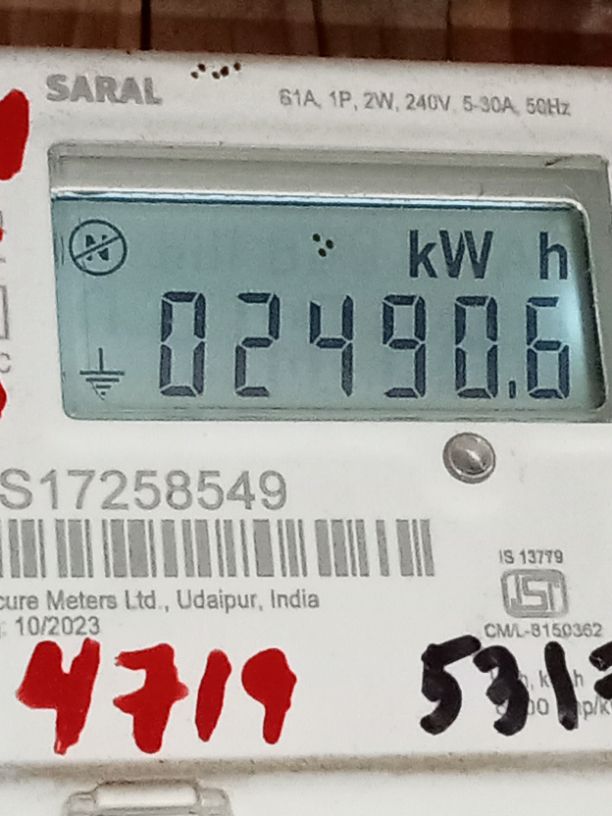 SARAL
61A, 1P, 2W, 240V, 5-30A, 50Hz
N
kW h
02490.6
S17258549
IS 13779
cure Meters Ltd., Udaipur, India
10/2023
CM/L-8150362
4719
531